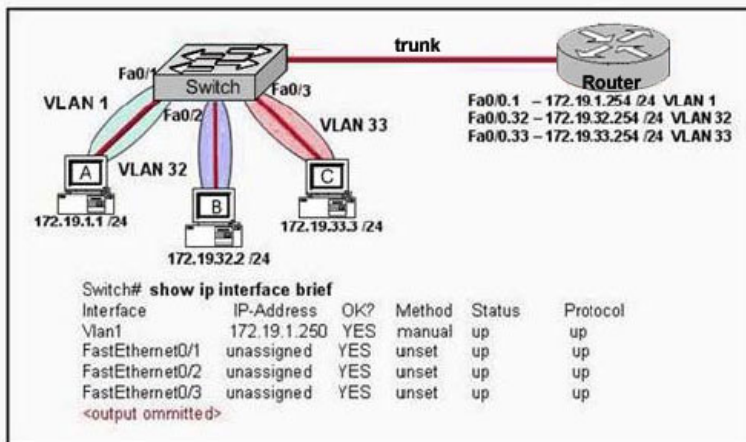 trunk
Fa0/1
Switch
Fa0/3
Router
VLAN 1
Fa0/2
VLAN 33
Fa0/0.1 – 172.19.1.254 /24 VLAN 1
Fa0/0.32 – 172.19.32.254 /24 VLAN 32
Fa0/0.33 – 172.19.33.254 /24 VLAN 33
A
VLAN 32
B
C
172.19.1.1 /24
172.19.32.2 /24
172.19.33.3 /24
Switch# show ip interface brief
Interface IP-Address OK? Method Status Protocol
Vlan1 172.19.1.250 YES manual up up
FastEthernet0/1 unassigned YES unset up up
FastEthernet0/2 unassigned YES unset up up
FastEthernet0/3 unassigned YES unset up up
<output ommitted>